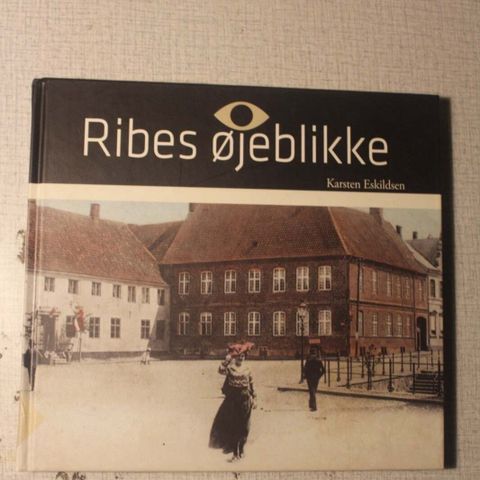 Ribes øjeblikke
Karsten Eskildsen